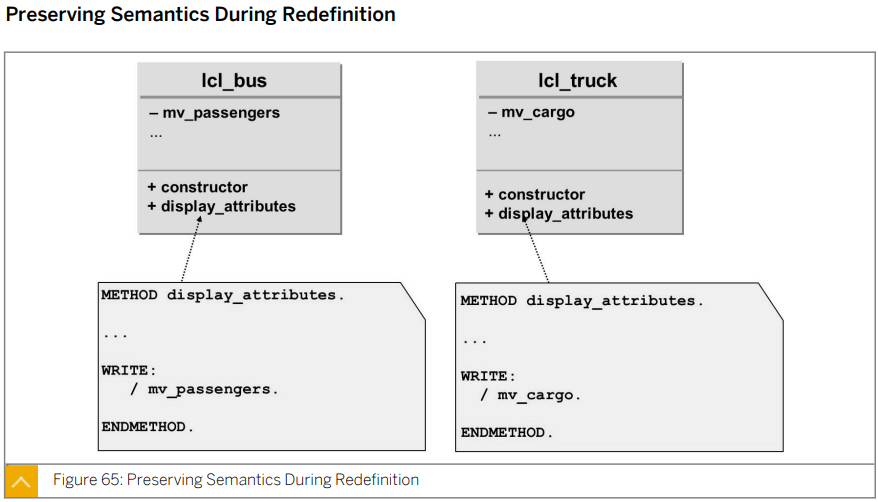 Preserving Semantics During Redefinition
lcl_bus
– mv_passengers
...
+ constructor
+ display_attributes
METHOD display_attributes.
...
WRITE:
/ mv_passengers.
ENDMETHOD.
lcl_truck
– mv_cargo
...
+ constructor
+ display_attributes
METHOD display_attributes.
...
WRITE:
/ mv_cargo.
ENDMETHOD.
Figure 65: Preserving Semantics During Redefinition